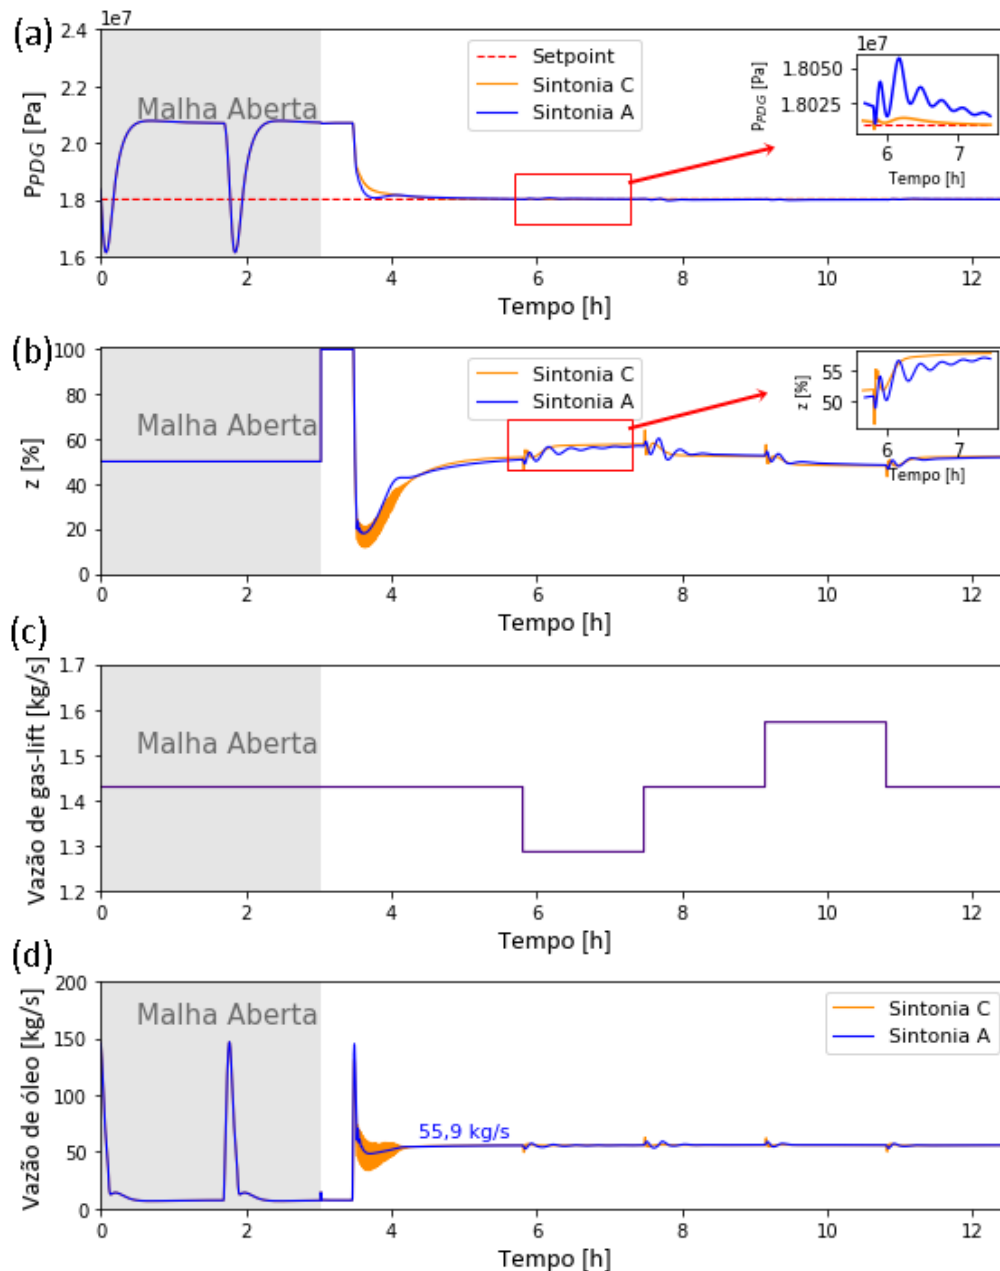 (a)
1e7
2.4
2.2
2.0
1.8
1.6
P_PDG [Pa]
Malha Aberta
Setpoint
Sintonia C
Sintonia A
1e7
1.8050
1.8025
P_PDG [Pa]
6 7
Tempo [h]
0 2 4 6 8 10 12
Tempo [h]
(b)
100
80
60
40
20
0
z [%]
Malha Aberta
Sintonia C
Sintonia A
55
50
z [%]
6 7
Tempo [h]
0 2 4 6 8 10 12
Tempo [h]
(c)
1.7
1.6
1.5
1.4
1.3
1.2
Vazão de gas-lift [kg/s]
Malha Aberta
0 2 4 6 8 10 12
Tempo [h]
(d)
200
150
100
50
0
Vazão de óleo [kg/s]
Malha Aberta
55,9 kg/s
Sintonia C
Sintonia A
0 2 4 6 8 10 12
Tempo [h]